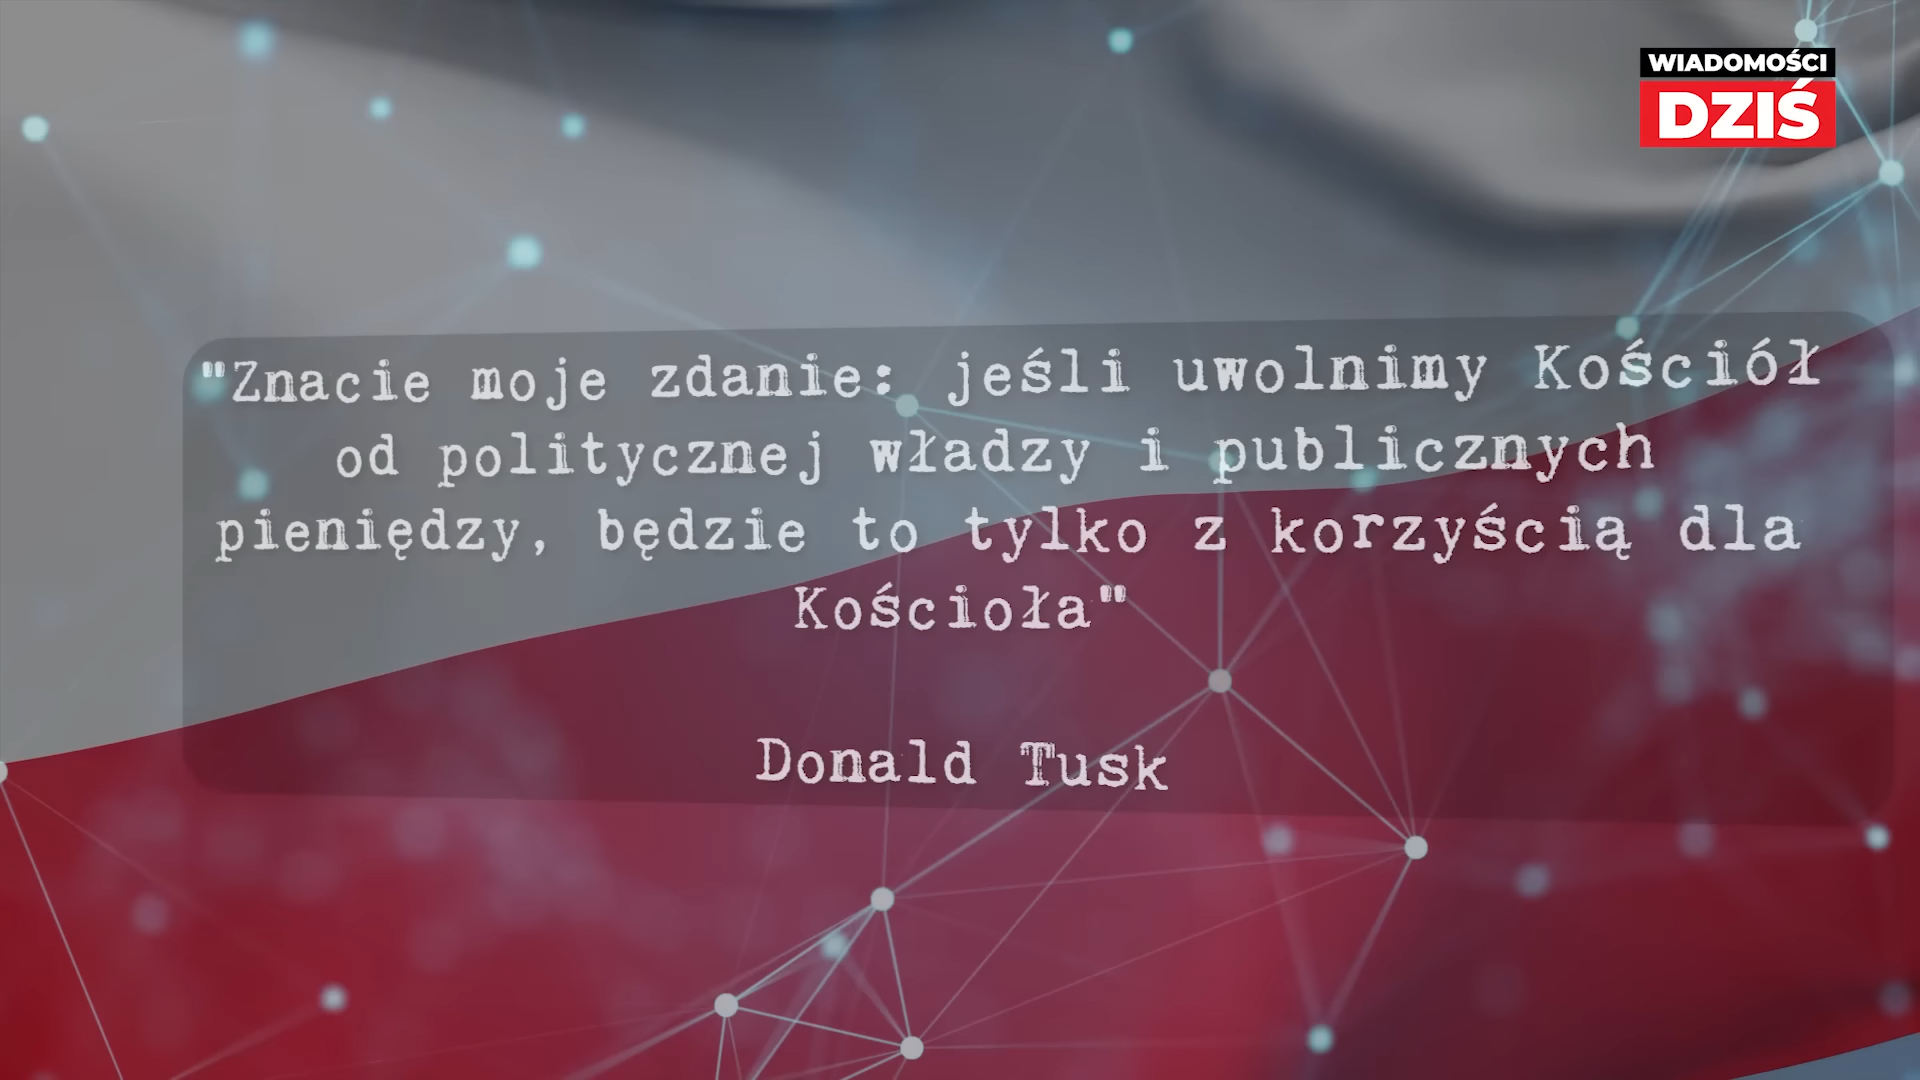 WIADOMOŚCI
DZIŚ
"Znacie moje zdanie: jeśli uwolnimy Kościół
od politycznej władzy i publicznych
pieniędzy, będzie to tylko z korzyścią dla
Kościoła"
Donald Tusk